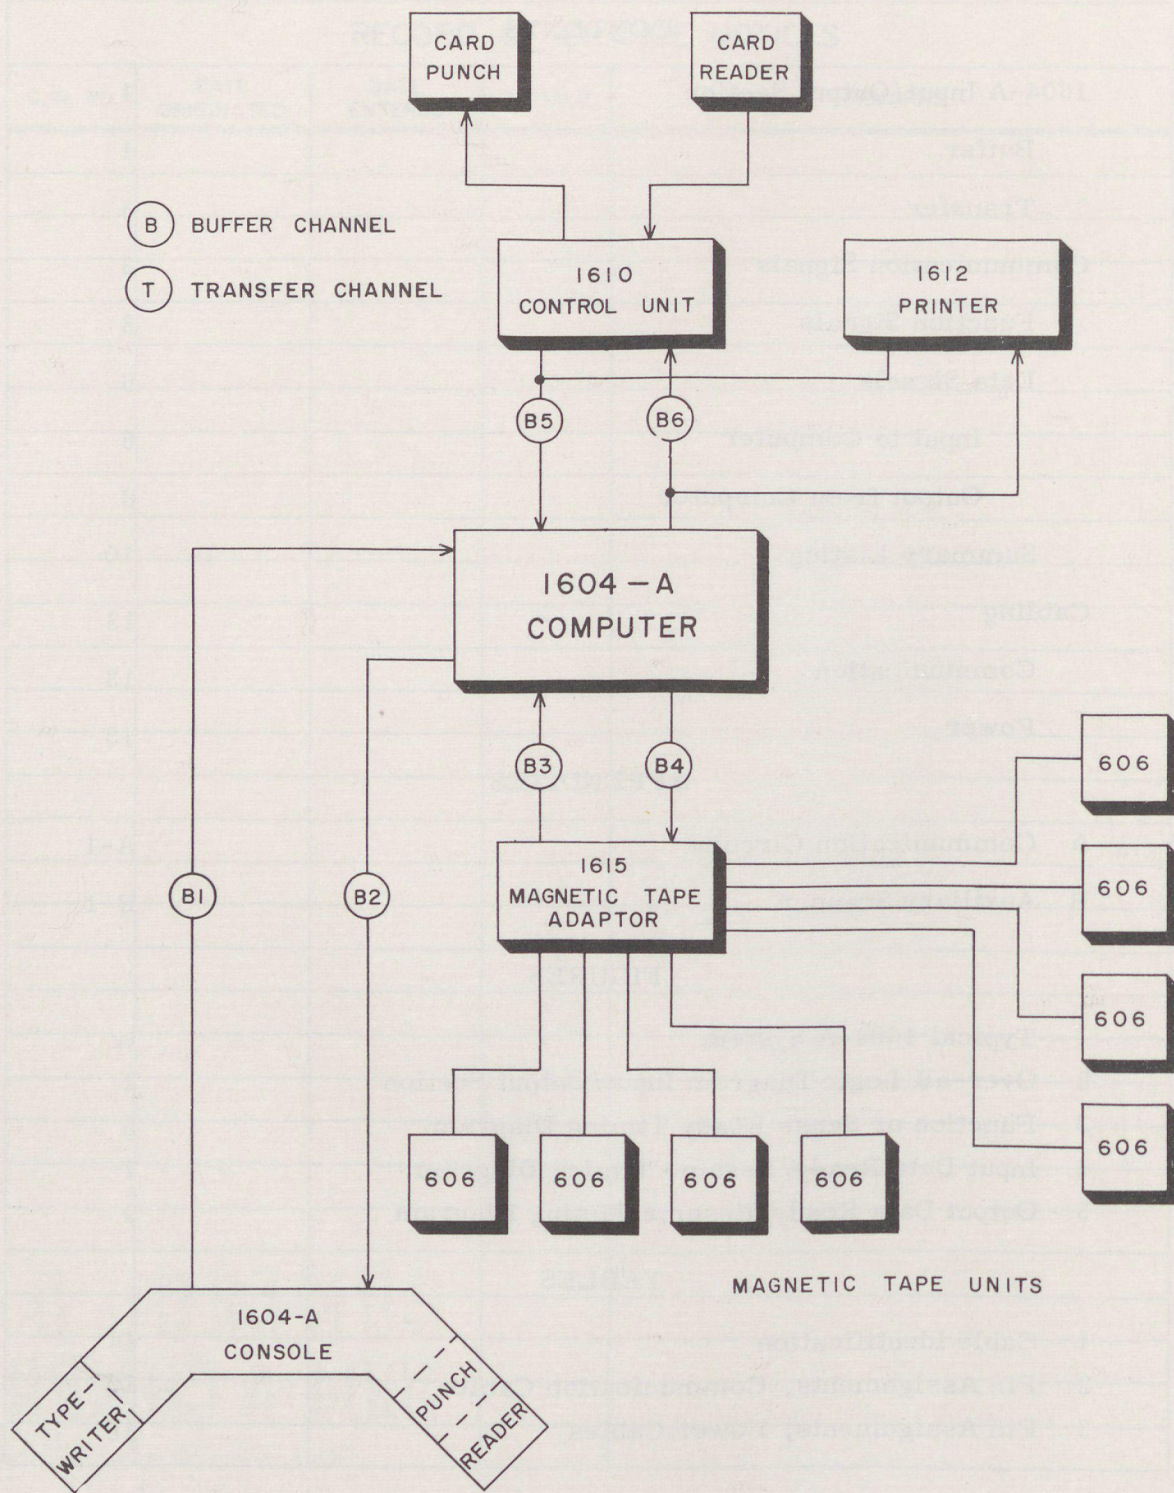 CARD
PUNCH
CARD
READER
B BUFFER CHANNEL
T TRANSFER CHANNEL
1610
CONTROL UNIT
1612
PRINTER
B5
B6
1604-A
COMPUTER
B3
B4
606
1615
MAGNETIC TAPE
ADAPTOR
606
B1
B2
606
606
606
606
606
606
MAGNETIC TAPE UNITS
1604-A
CONSOLE
TYPE-
WRITER
PUNCH
READER